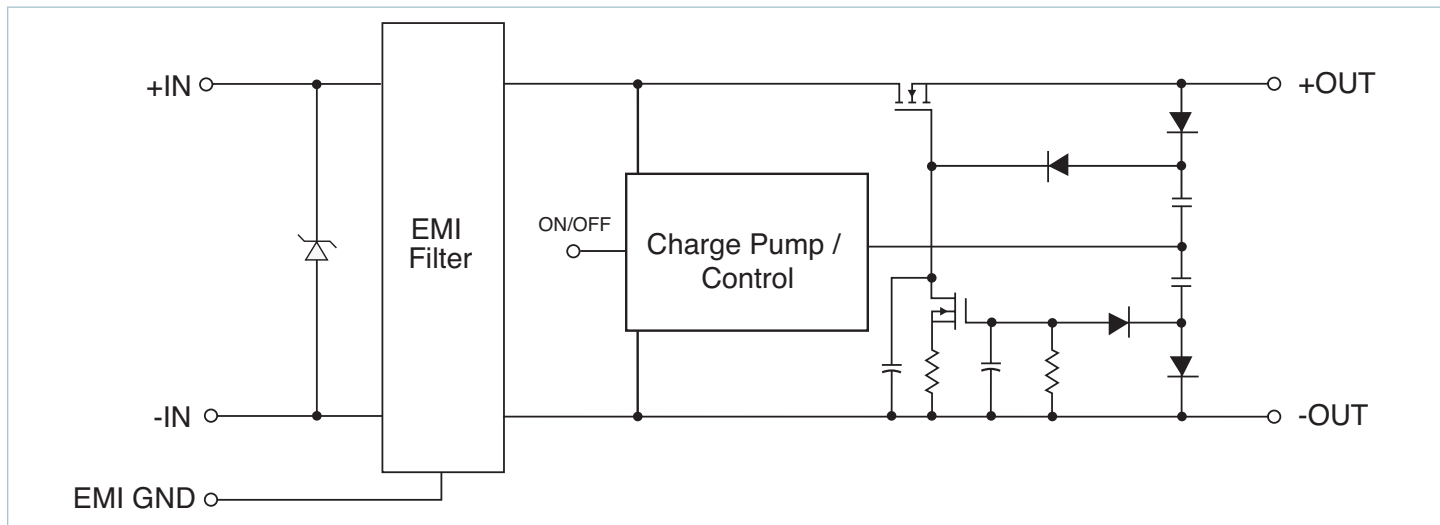 +IN
+OUT
EMI
Filter
ON/OFF
Charge Pump /
Control
-IN
-OUT
EMI GND